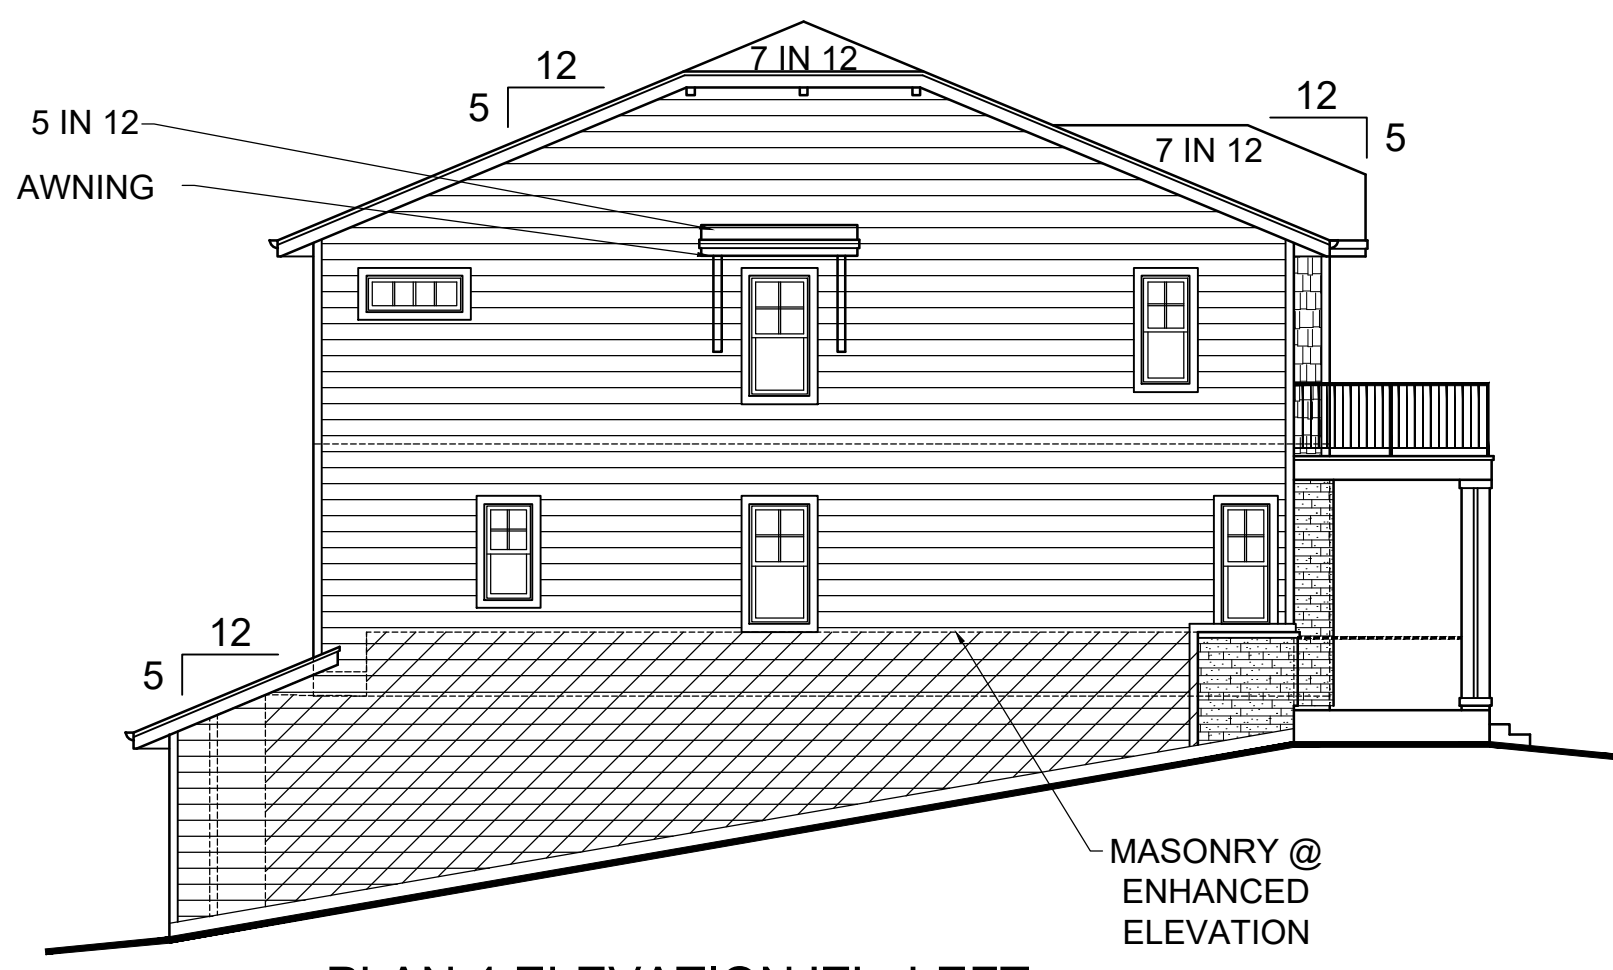 7 IN 12
12
5
12
5
5 IN 12
7 IN 12
AWNING
12
5
MASONRY @
ENHANCED
ELEVATION